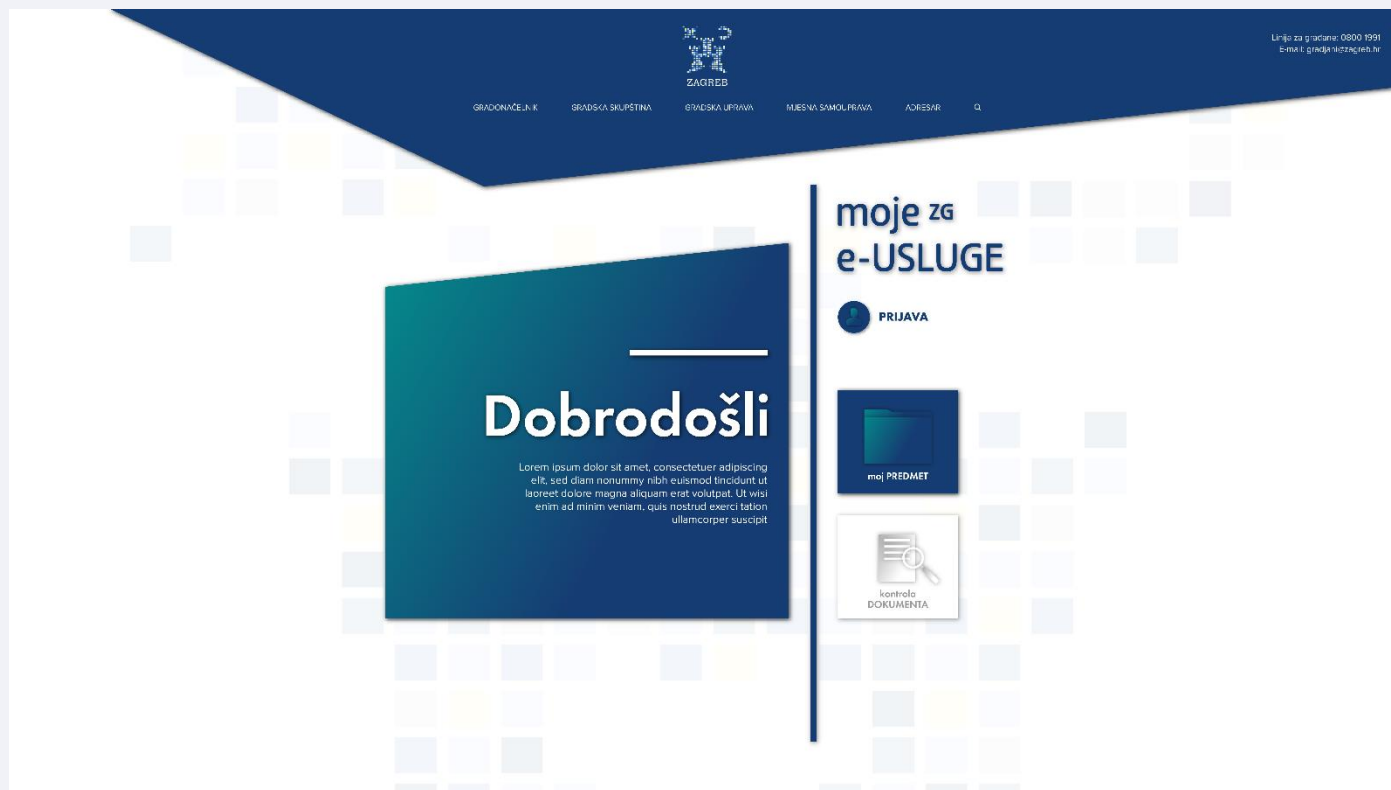 ZAGREB
Linija za građane: 0800 1991
E-mail: gradjani@zagreb.hr
GRADONAČELNIK GRADSKA SKUPŠTINA GRADSKA UPRAVA MJESNA SAMOUPRAVA ADRESAR
moje ZG
e-USLUGE
PRIJAVA
Dobrodošli
Lorem ipsum dolor sit amet, consectetuer adipiscing
elit, sed diam nonummy nibh euismod tincidunt ut
laoreet dolore magna aliquam erat volutpat. Ut wisi
enim ad minim veniam, quis nostrud exerci tation
ullamcorper suscipit
moj PREDMET
kontrola
DOKUMENTA